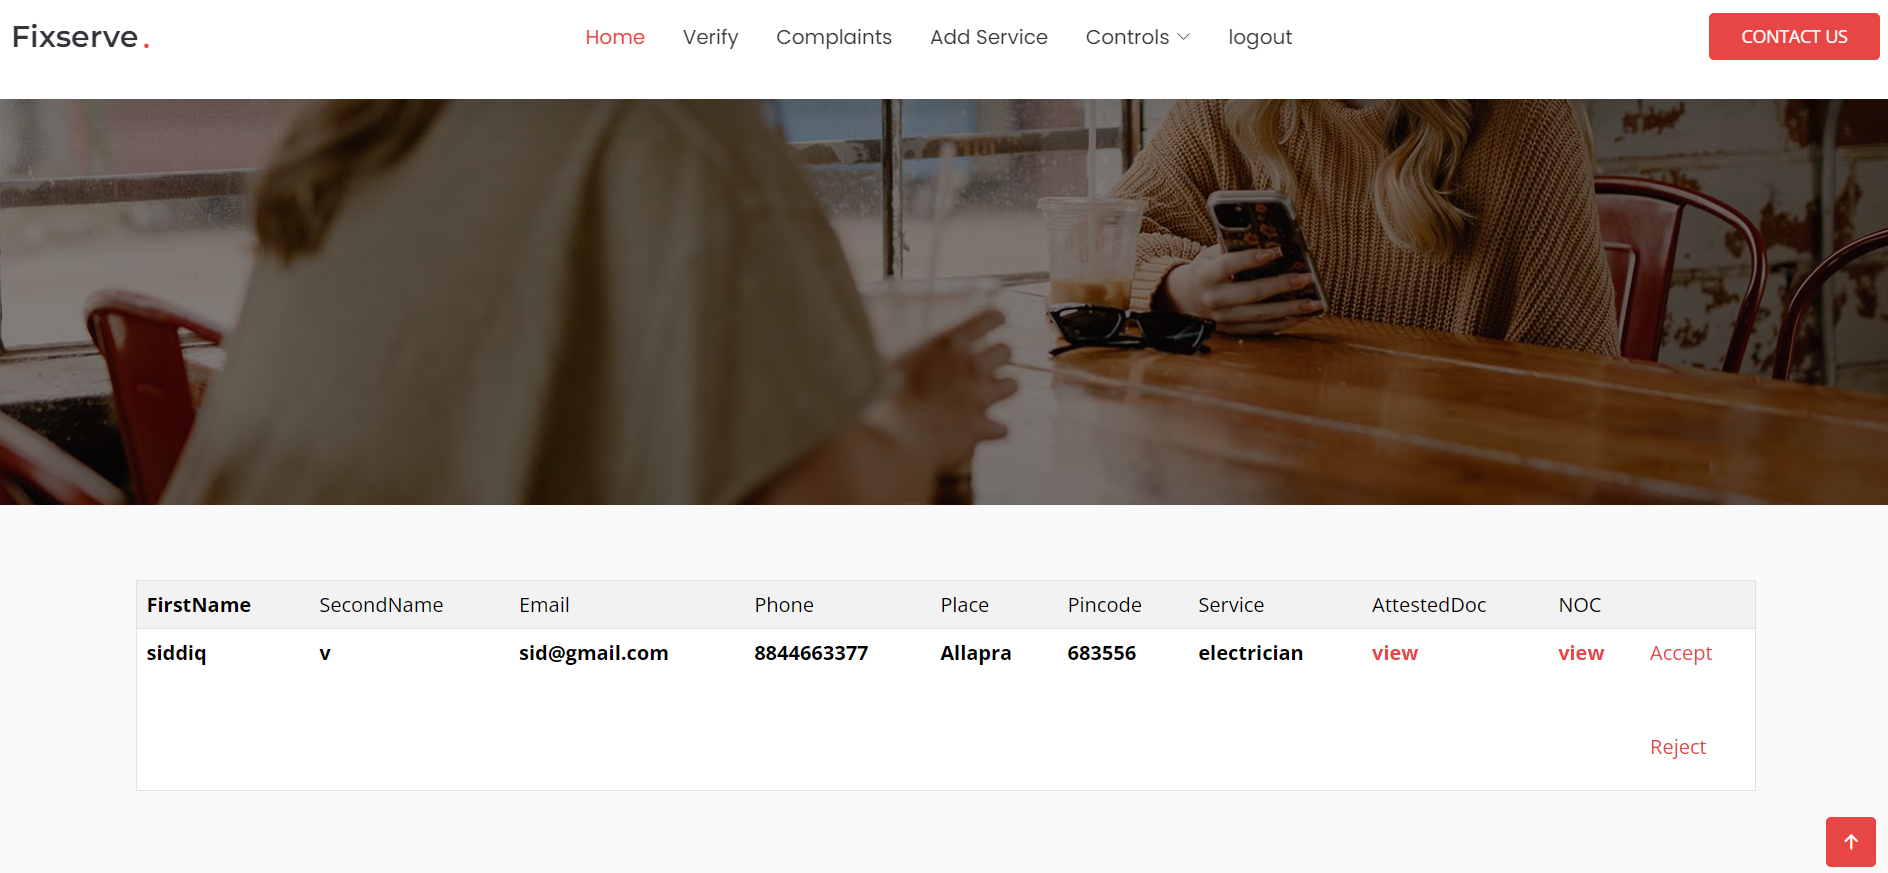 Fixserve.
Home Verify Complaints Add Service Controls logout
CONTACT US
FirstName SecondName Email Phone Place Pincode Service AttestedDoc NOC
siddiq v sid@gmail.com 8844663377 Allapra 683556 electrician view view Accept
Reject